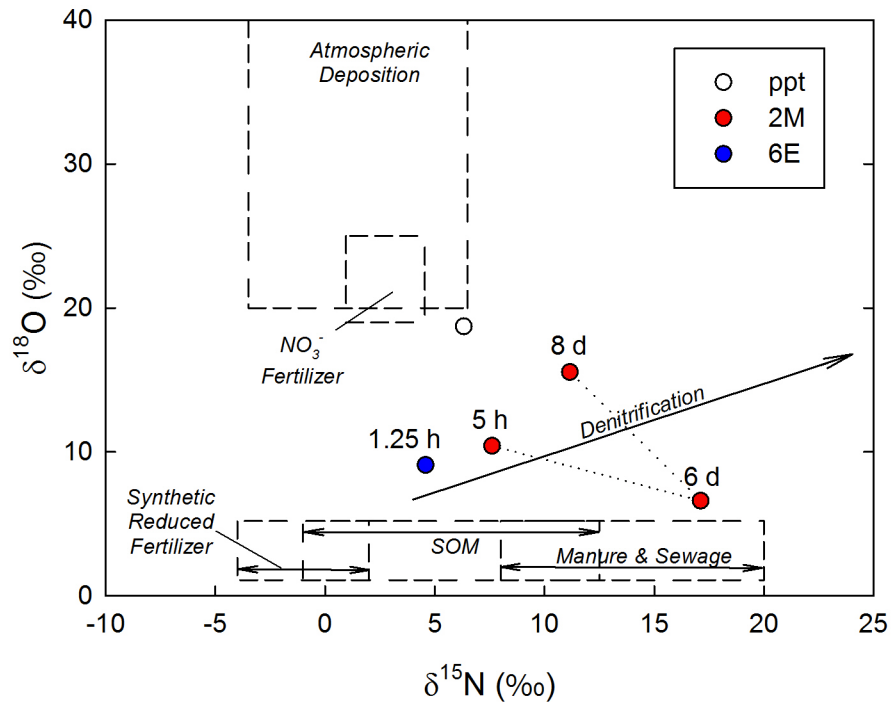 40
Atmospheric
Deposition
ppt
2M
6E
30
δ18O (‰)
20
NO3-
Fertilizer
8 d
Denitrification
5 h
1.25 h
10
6 d
Synthetic
Reduced
Fertilizer
SOM
Manure & Sewage
0
-10 -5 0 5 10 15 20 25
δ15N (‰)